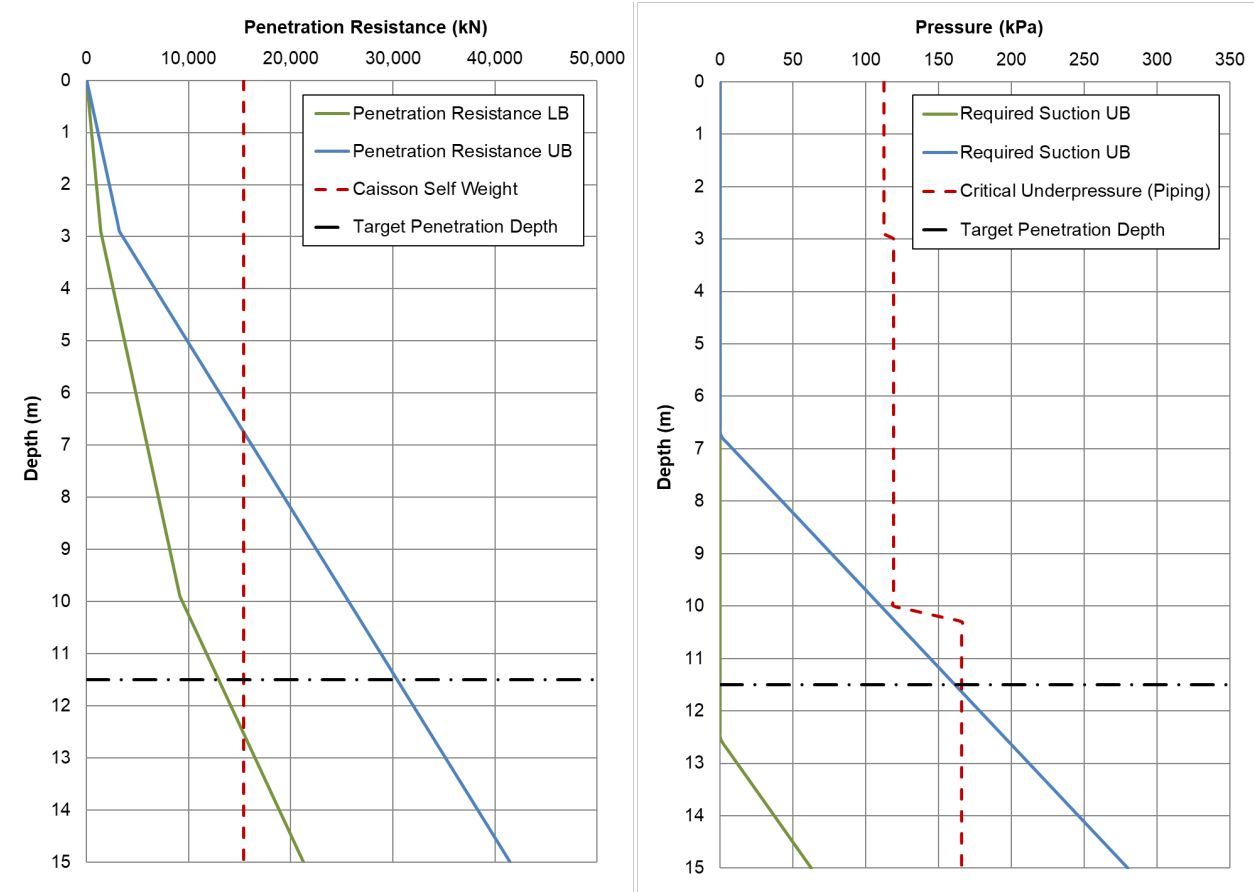 Penetration Resistance (kN)
0 10,000 20,000 30,000 40,000 50,000
0
1
2
3
4
5
6
7
8
9
10
11
12
13
14
15
Depth (m)
Penetration Resistance LB
Penetration Resistance UB
Caisson Self Weight
Target Penetration Depth
Pressure (kPa)
0 50 100 150 200 250 300 350
0
1
2
3
4
5
6
7
8
9
10
11
12
13
14
15
Depth (m)
Required Suction UB
Required Suction UB
Critical Underpressure (Piping)
Target Penetration Depth